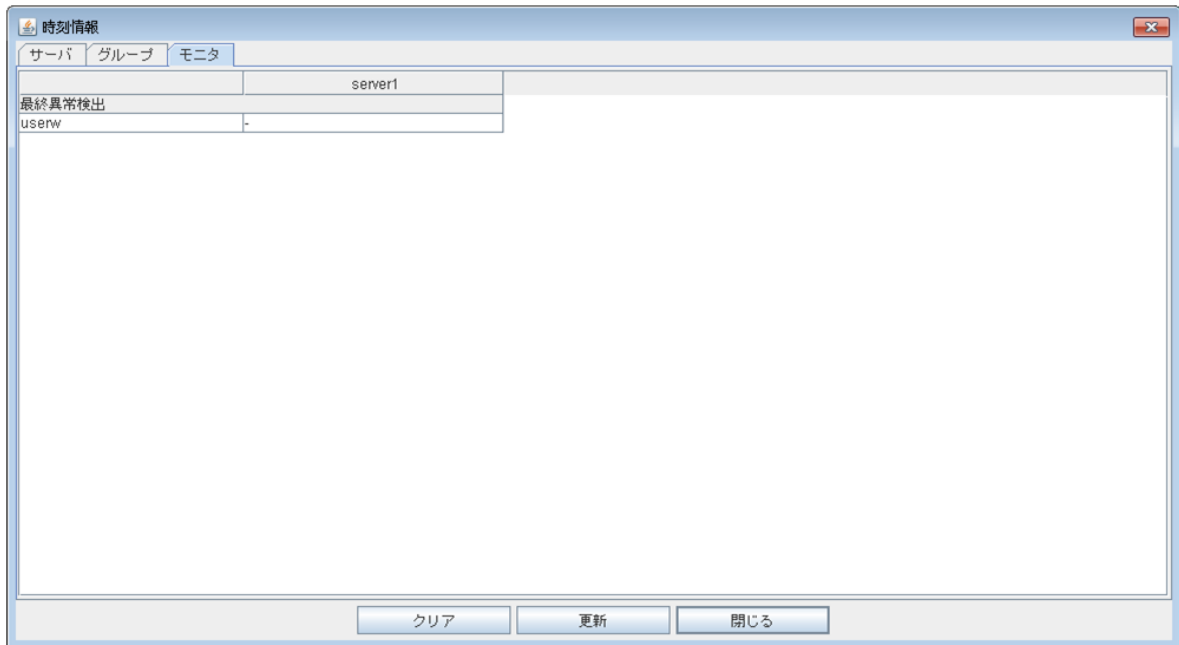 時刻情報
サーバ グループ モニタ
server1
最終異常検出
userw -
クリア 更新 閉じる